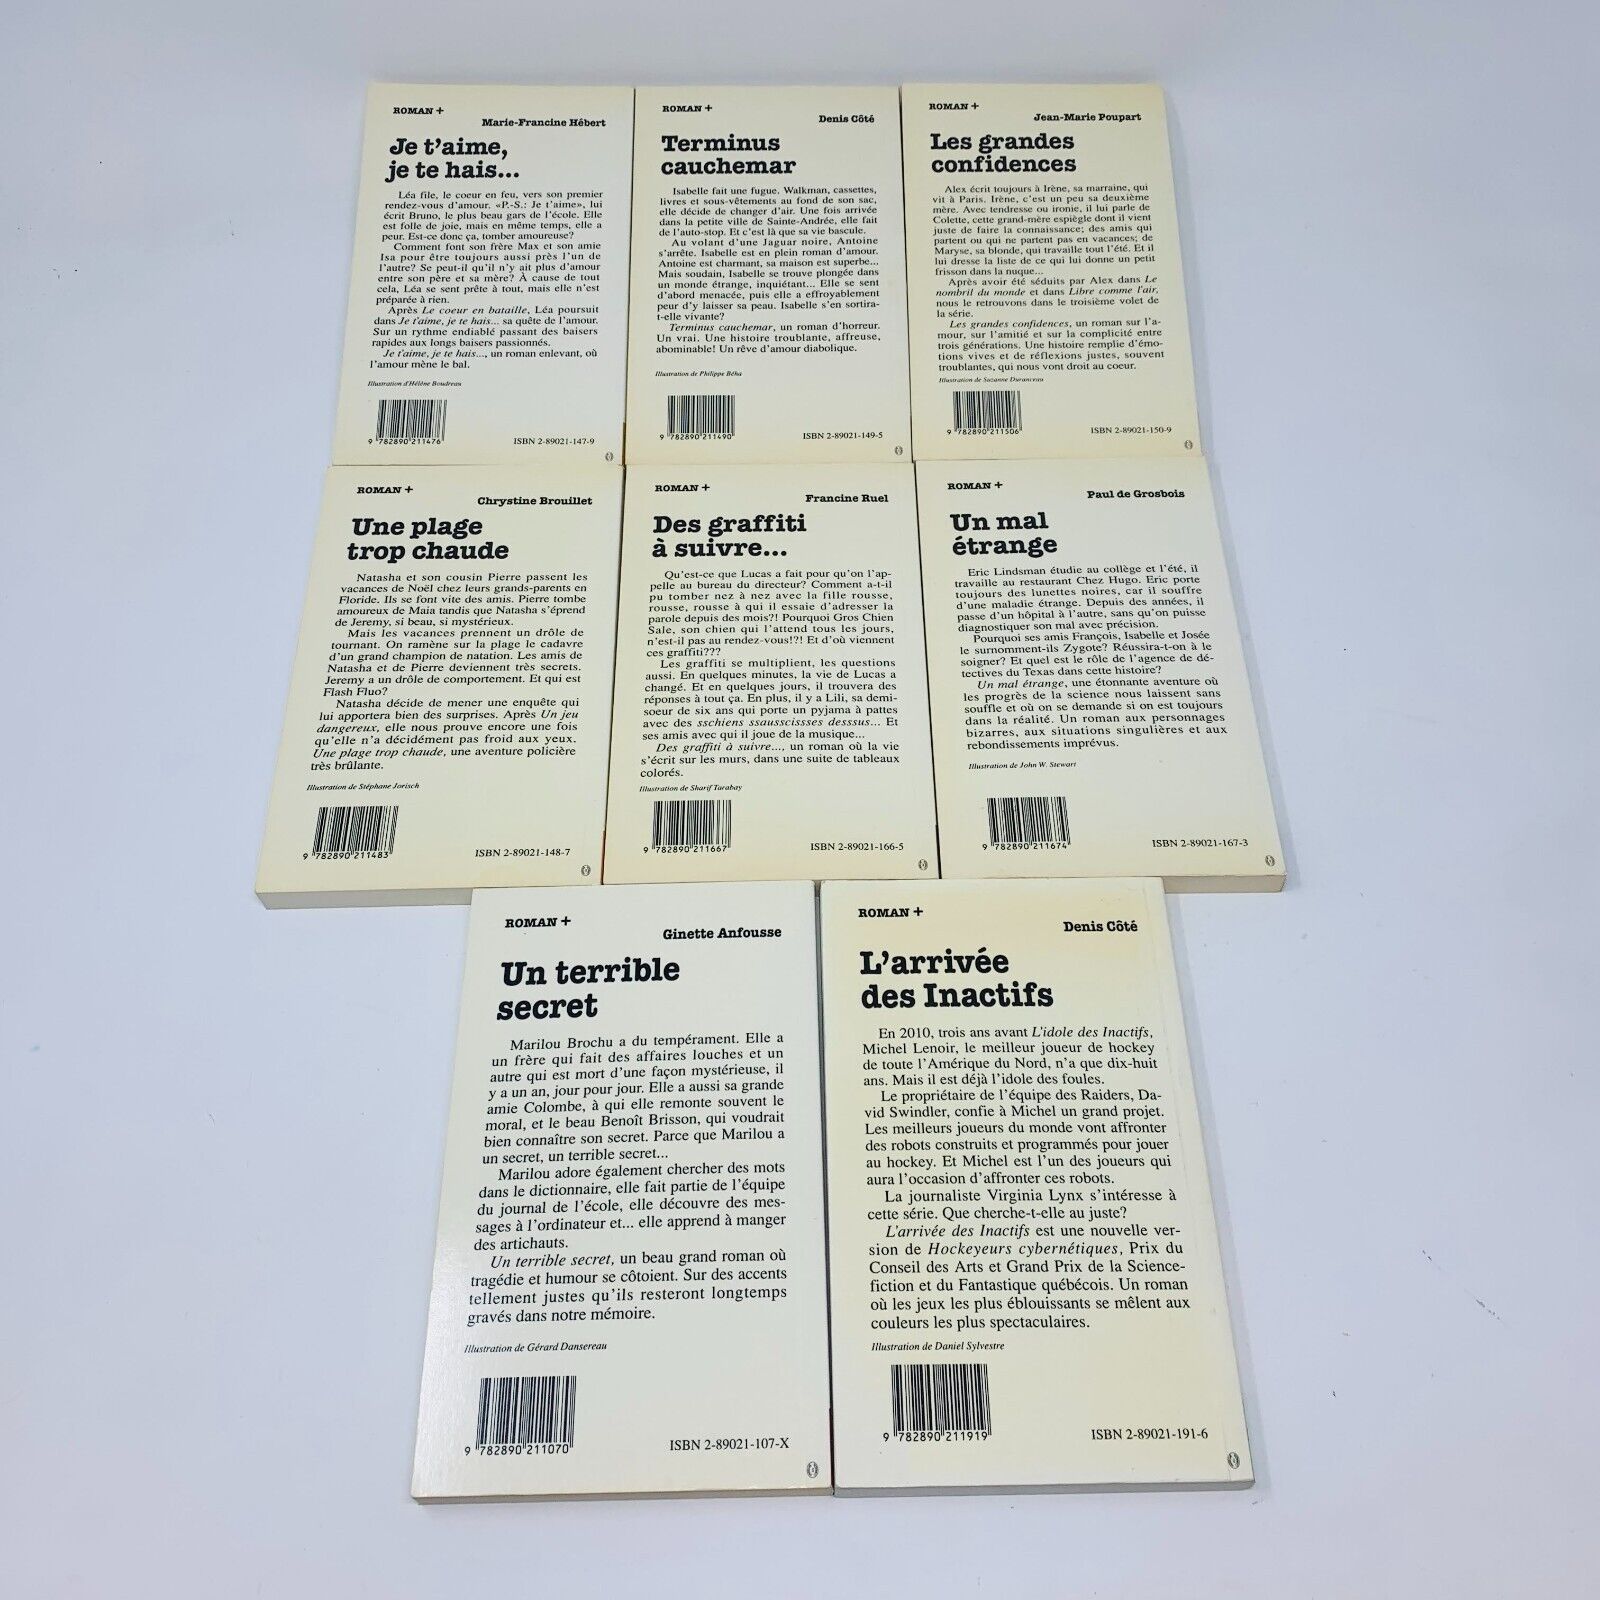 ROMAN +
Marie-Francine Hébert
Je t'aime,
je te hais...
Léa file, le coeur en feu, vers son premier
rendez-vous d'amour. «P.-S.: Je t'aime», lui
écrit Bruno, le plus beau gars de l'école. Elle
est folle de joie, mais en même temps, elle a
peur. Est-ce donc ça, tomber amoureuse?
Comment font son frère Max et son amie
Isa pour être toujours aussi près l'un de
l'autre? Se peut-il qu'il n'y ait plus d'amour
entre son père et sa mère? À cause de tout
cela, Léa se sent prête à tout, mais elle n'est
préparée à rien.
Après Le coeur en bataille, Léa poursuit
dans Je t'aime, je te hais... sa quête de l'amour.
Sur un rythme endiablé passant des baisers
rapides aux longs baisers passionnés.
Je t'aime, je te hais..., un roman enlevant, où
l'amour mène le bal.
Illustration d'Hélène Boudreau
9 782890 211476
ISBN 2-89021-147-9
ROMAN +
Denis Côté
Terminus
cauchemar
Isabelle fait une fugue. Walkman, cassettes,
livres et sous-vêtements au fond de son sac,
elle décide de changer d'air. Une fois arrivée
dans la petite ville de Sainte-Andrée, elle fait
de l'auto-stop. Et c'est là que sa vie bascule.
Au volant d'une Jaguar noire, Antoine
s'arrête. Isabelle est en plein roman d'amour.
Antoine est charmant, sa maison est superbe...
Mais soudain, Isabelle se trouve plongée dans
un monde étrange, inquiétant... Elle se sent
d'abord menacée, puis elle a effroyablement
peur d'y laisser sa peau. Isabelle s'en sortira-
t-elle vivante?
Terminus cauchemar, un roman d'horreur.
Un vrai. Une histoire troublante, affreuse,
abominable! Un rêve d'amour diabolique.
Illustration de Philippe Béha
9 782890 211490
ISBN 2-89021-149-5
ROMAN +
Jean-Marie Poupart
Les grandes
confidences
Alex écrit toujours à Irène, sa marraine, qui
vit à Paris. Irène, c'est un peu sa deuxième
mère. Avec tendresse ou ironie, il lui parle de
Colette, cette grand-mère espiègle dont il vient
juste de faire la connaissance; des amis qui
partent ou qui ne partent pas en vacances; de
Maryse, sa blonde, qui travaille tout l'été. Et il
lui dresse la liste de ce qui lui donne un petit
frisson dans la nuque...
Après avoir été séduits par Alex dans Le
nombril du monde et dans Libre comme l'air,
nous le retrouvons dans le troisième volet de
la série.
Les grandes confidences, un roman sur l'a-
mour, sur l'amitié et sur la complicité entre
trois générations. Une histoire remplie d'émo-
tions vives et de réflexions justes, souvent
troublantes, qui nous vont droit au coeur.
Illustration de Suzanne Duranceau
9 782890 211506
ISBN 2-89021-150-9
ROMAN +
Chrystine Brouillet
Une plage
trop chaude
Natasha et son cousin Pierre passent les
vacances de Noël chez leurs grands-parents en
Floride. Ils se font vite des amis. Pierre tombe
amoureux de Maia tandis que Natasha s'éprend
de Jeremy, si beau, si mystérieux.
Mais les vacances prennent un drôle de
tournant. On ramène sur la plage le cadavre
d'un grand champion de natation. Les amis de
Natasha et de Pierre deviennent très secrets.
Jeremy a un drôle de comportement. Et qui est
Flash Fluo?
Natasha décide de mener une enquête qui
lui apportera bien des surprises. Après Un jeu
dangereux, elle nous prouve encore une fois
qu'elle n'a décidément pas froid aux yeux.
Une plage trop chaude, une aventure policière
très brûlante.
Illustration de Stéphane Jorisch
9 782890 211483
ISBN 2-89021-148-7
ROMAN +
Francine Ruel
Des graffiti
à suivre...
Qu'est-ce que Lucas a fait pour qu'on l'ap-
pelle au bureau du directeur? Comment a-t-il
pu tomber nez à nez avec la fille rousse,
rousse, rousse à qui il essaie d'adresser la
parole depuis des mois?! Pourquoi Gros Chien
Sale, son chien qui l'attend tous les jours,
n'est-il pas au rendez-vous!?! Et d'où viennent
ces graffiti???
Les graffiti se multiplient, les questions
aussi. En quelques minutes, la vie de Lucas a
changé. Et en quelques jours, il trouvera des
réponses à tout ça. En plus, il y a Lili, sa demi-
soeur de six ans qui porte un pyjama à pattes
avec des sschiens ssausscissses desssus... Et
ses amis avec qui il joue de la musique...
Des graffiti à suivre..., un roman où la vie
s'écrit sur les murs, dans une suite de tableaux
colorés.
Illustration de Sharif Tarabay
9 782890 211667
ISBN 2-89021-166-5
ROMAN +
Paul de Grosbois
Un mal
étrange
Eric Lindsman étudie au collège et l'été, il
travaille au restaurant Chez Hugo. Eric porte
toujours des lunettes noires, car il souffre
d'une maladie étrange. Depuis des années, il
passe d'un hôpital à l'autre, sans qu'on puisse
diagnostiquer son mal avec précision.
Pourquoi ses amis François, Isabelle et Josée
le surnomment-ils Zygote? Réussira-t-on à le
soigner? Et quel est le rôle de l'agence de dé-
tectives du Texas dans cette histoire?
Un mal étrange, une étonnante aventure où
les progrès de la science nous laissent sans
souffle et où on se demande si on est toujours
dans la réalité. Un roman aux personnages
bizarres, aux situations singulières et aux
rebondissements imprévus.
Illustration de John W. Stewart
9 782890 211674
ISBN 2-89021-167-3
ROMAN +
Ginette Anfousse
Un terrible
secret
Marilou Brochu a du tempérament. Elle a
un frère qui fait des affaires louches et un
autre qui est mort d'une façon mystérieuse, il
y a un an, jour pour jour. Elle a aussi sa grande
amie Colombe, à qui elle remonte souvent le
moral, et le beau Benoît Brisson, qui voudrait
bien connaître son secret. Parce que Marilou a
un secret, un terrible secret...
Marilou adore également chercher des mots
dans le dictionnaire, elle fait partie de l'équipe
du journal de l'école, elle découvre des mes-
sages à l'ordinateur et... elle apprend à manger
des artichauts.
Un terrible secret, un beau grand roman où
tragédie et humour se côtoient. Sur des accents
tellement justes qu'ils resteront longtemps
gravés dans notre mémoire.
Illustration de Gérard Dansereau
9 782890 211070
ISBN 2-89021-107-X
ROMAN +
Denis Côté
L'arrivée
des Inactifs
En 2010, trois ans avant L'idole des Inactifs,
Michel Lenoir, le meilleur joueur de hockey
de toute l'Amérique du Nord, n'a que dix-huit
ans. Mais il est déjà l'idole des foules.
Le propriétaire de l'équipe des Raiders, Da-
vid Swindler, confie à Michel un grand projet.
Les meilleurs joueurs du monde vont affronter
des robots construits et programmés pour jouer
au hockey. Et Michel est l'un des joueurs qui
aura l'occasion d'affronter ces robots.
La journaliste Virginia Lynx s'intéresse à
cette série. Que cherche-t-elle au juste?
L'arrivée des Inactifs est une nouvelle ver-
sion de Hockeyeurs cybernétiques, Prix du
Conseil des Arts et Grand Prix de la Science-
fiction et du Fantastique québécois. Un roman
où les jeux les plus éblouissants se mêlent aux
couleurs les plus spectaculaires.
Illustration de Daniel Sylvestre
9 782890 211919
ISBN 2-89021-191-6